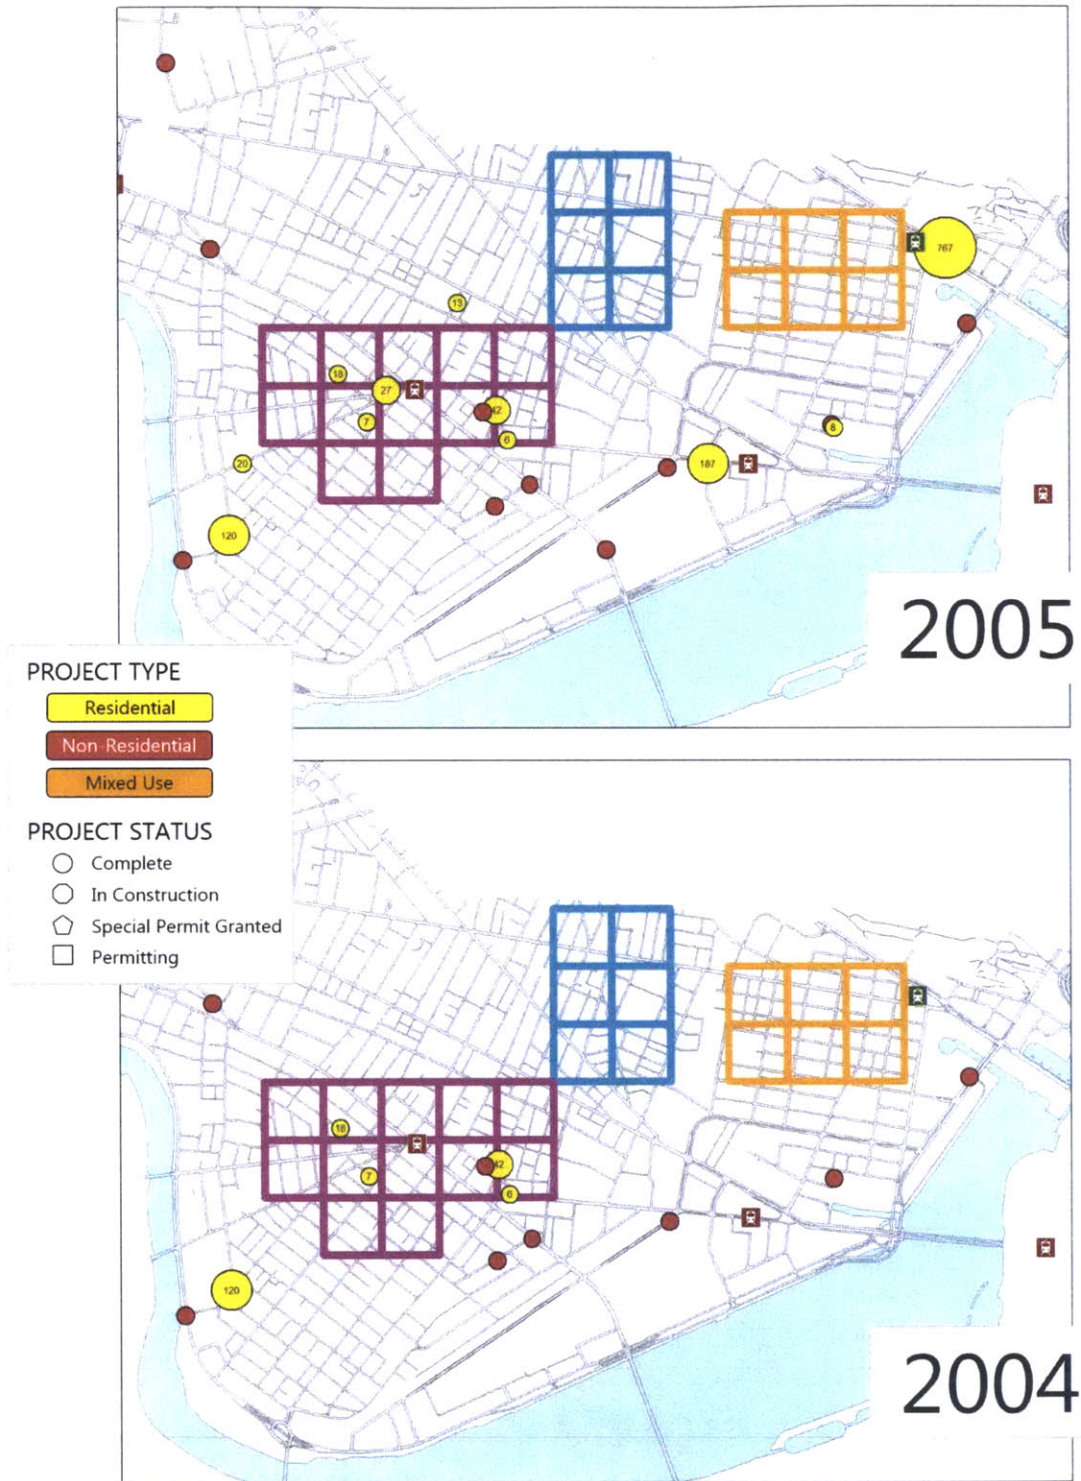 767
13
18
27
42
7
6
8
20
187
120
2005
PROJECT TYPE
Residential
Non-Residential
Mixed Use
PROJECT STATUS
Complete
In Construction
Special Permit Granted
Permitting
18
42
7
6
120
2004